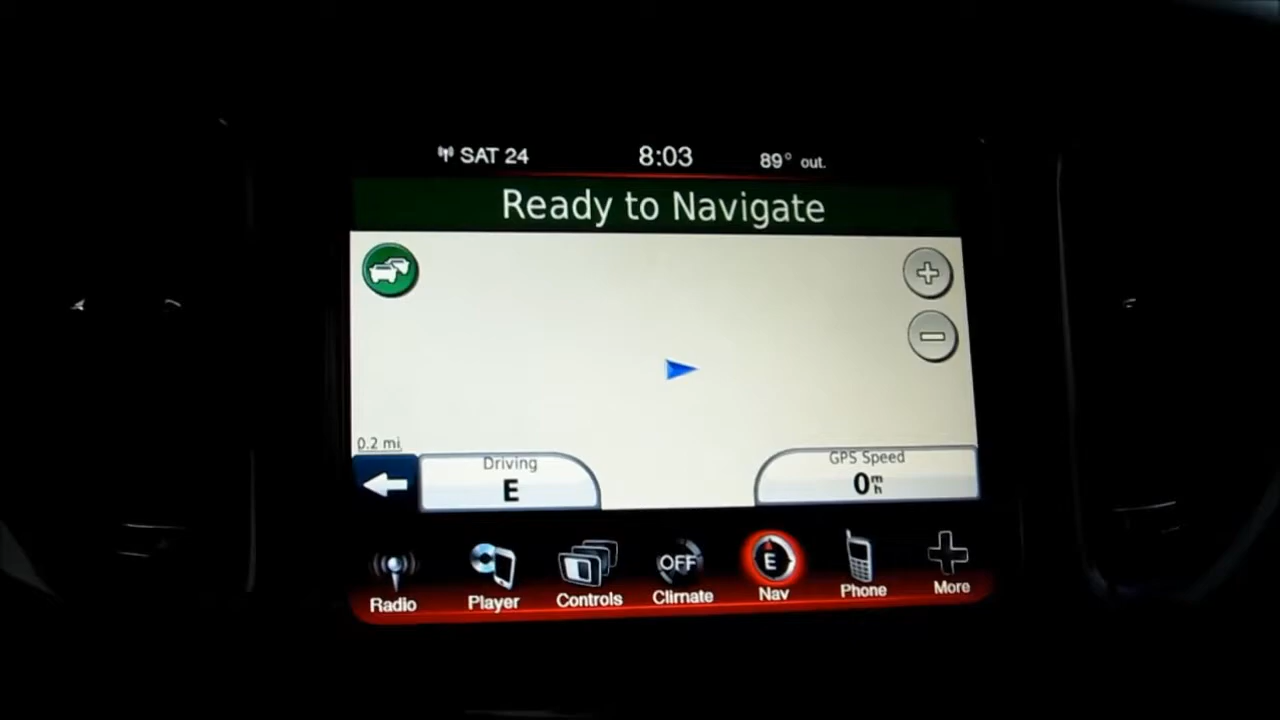 SAT 24 8:03 89° out.
Ready to Navigate
0.2 mi
Driving
E
GPS Speed
0 mh
OFF E
Radio Player Controls Climate Nav Phone More